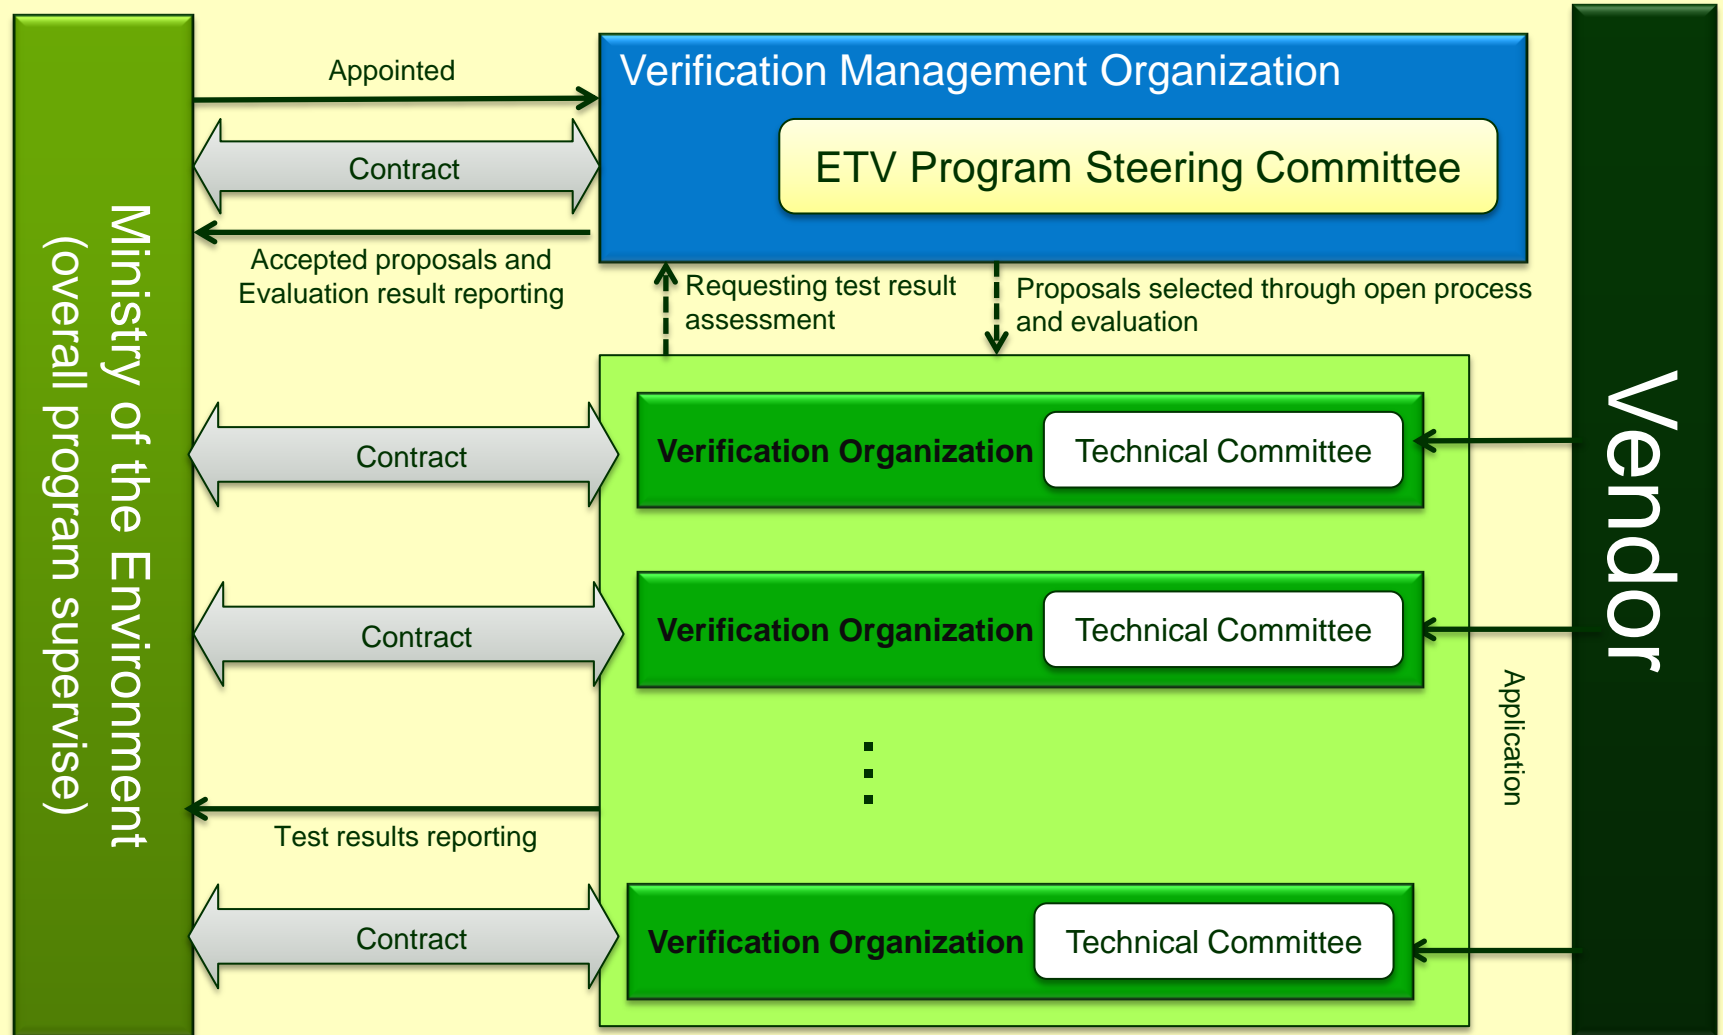 Ministry of the Environment
(overall program supervise)
Appointed
Contract
Accepted proposals and
Evaluation result reporting
Verification Management Organization
ETV Program Steering Committee
Requesting test result
assessment
Proposals selected through open process
and evaluation
Contract
Verification Organization
Technical Committee
Contract
Verification Organization
Technical Committee
Test results reporting
Contract
Verification Organization
Technical Committee
Application
Vendor